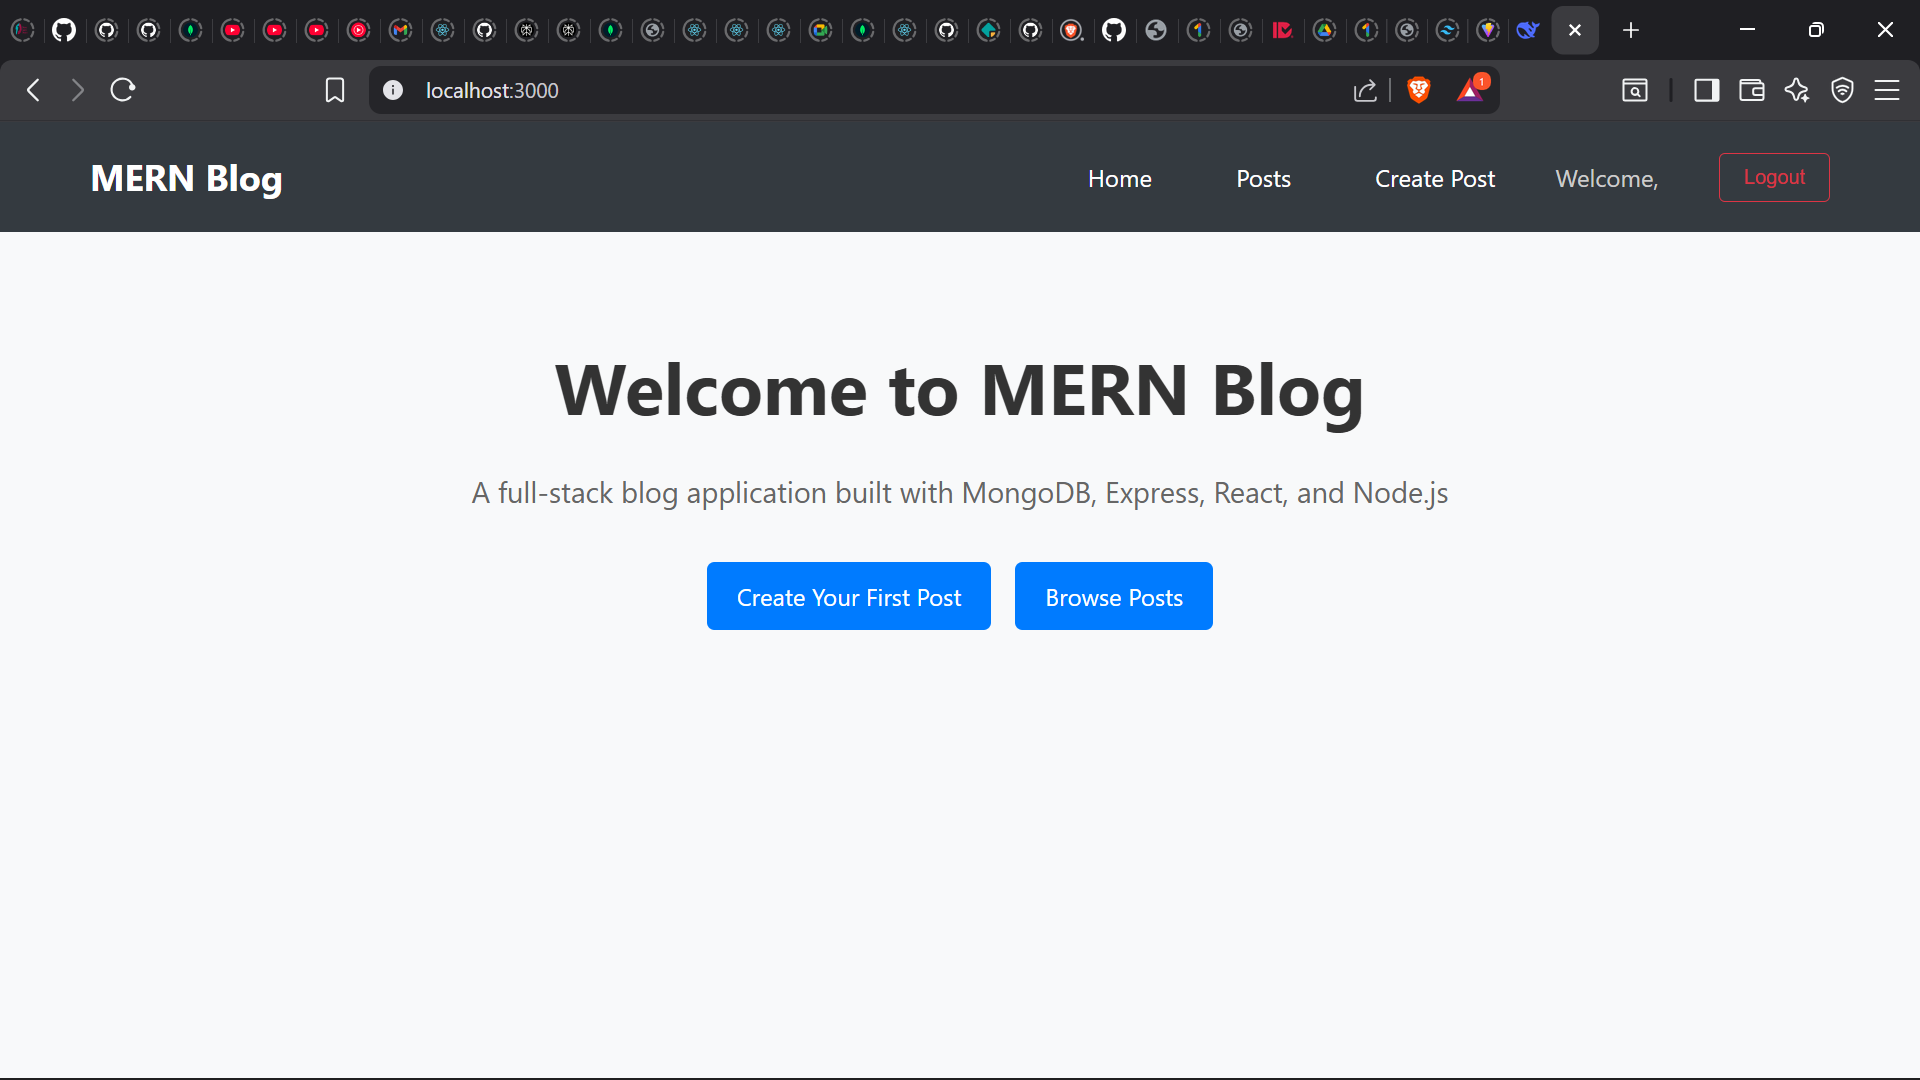 localhost:3000
1
MERN Blog
Home
Posts
Create Post
Welcome,
Logout
Welcome to MERN Blog
A full-stack blog application built with MongoDB, Express, React, and Node.js
Create Your First Post
Browse Posts